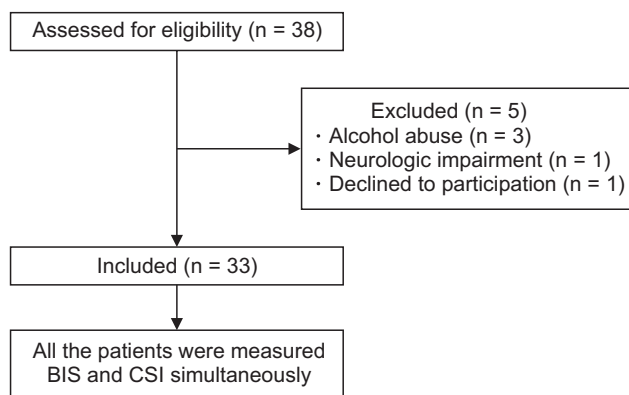 Assessed for eligibility (n = 38)
Excluded (n = 5)
· Alcohol abuse (n = 3)
· Neurologic impairment (n = 1)
· Declined to participation (n = 1)
Included (n = 33)
All the patients were measured
BIS and CSI simultaneously